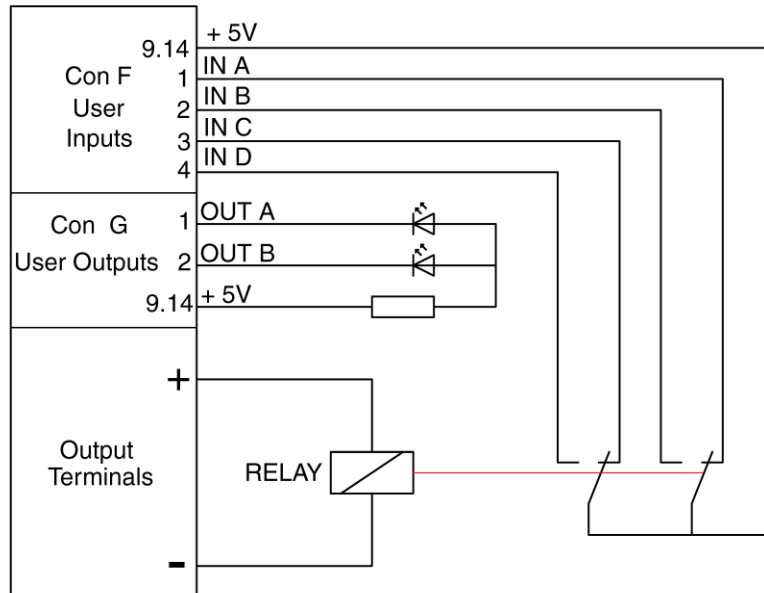 + 5V
9.14
IN A
Con F
1
User
IN B
2
Inputs
IN C
3
IN D
4
Con G
1
OUT A
User Outputs
2
OUT B
9.14
+ 5V
+
Output
Terminals
RELAY
-